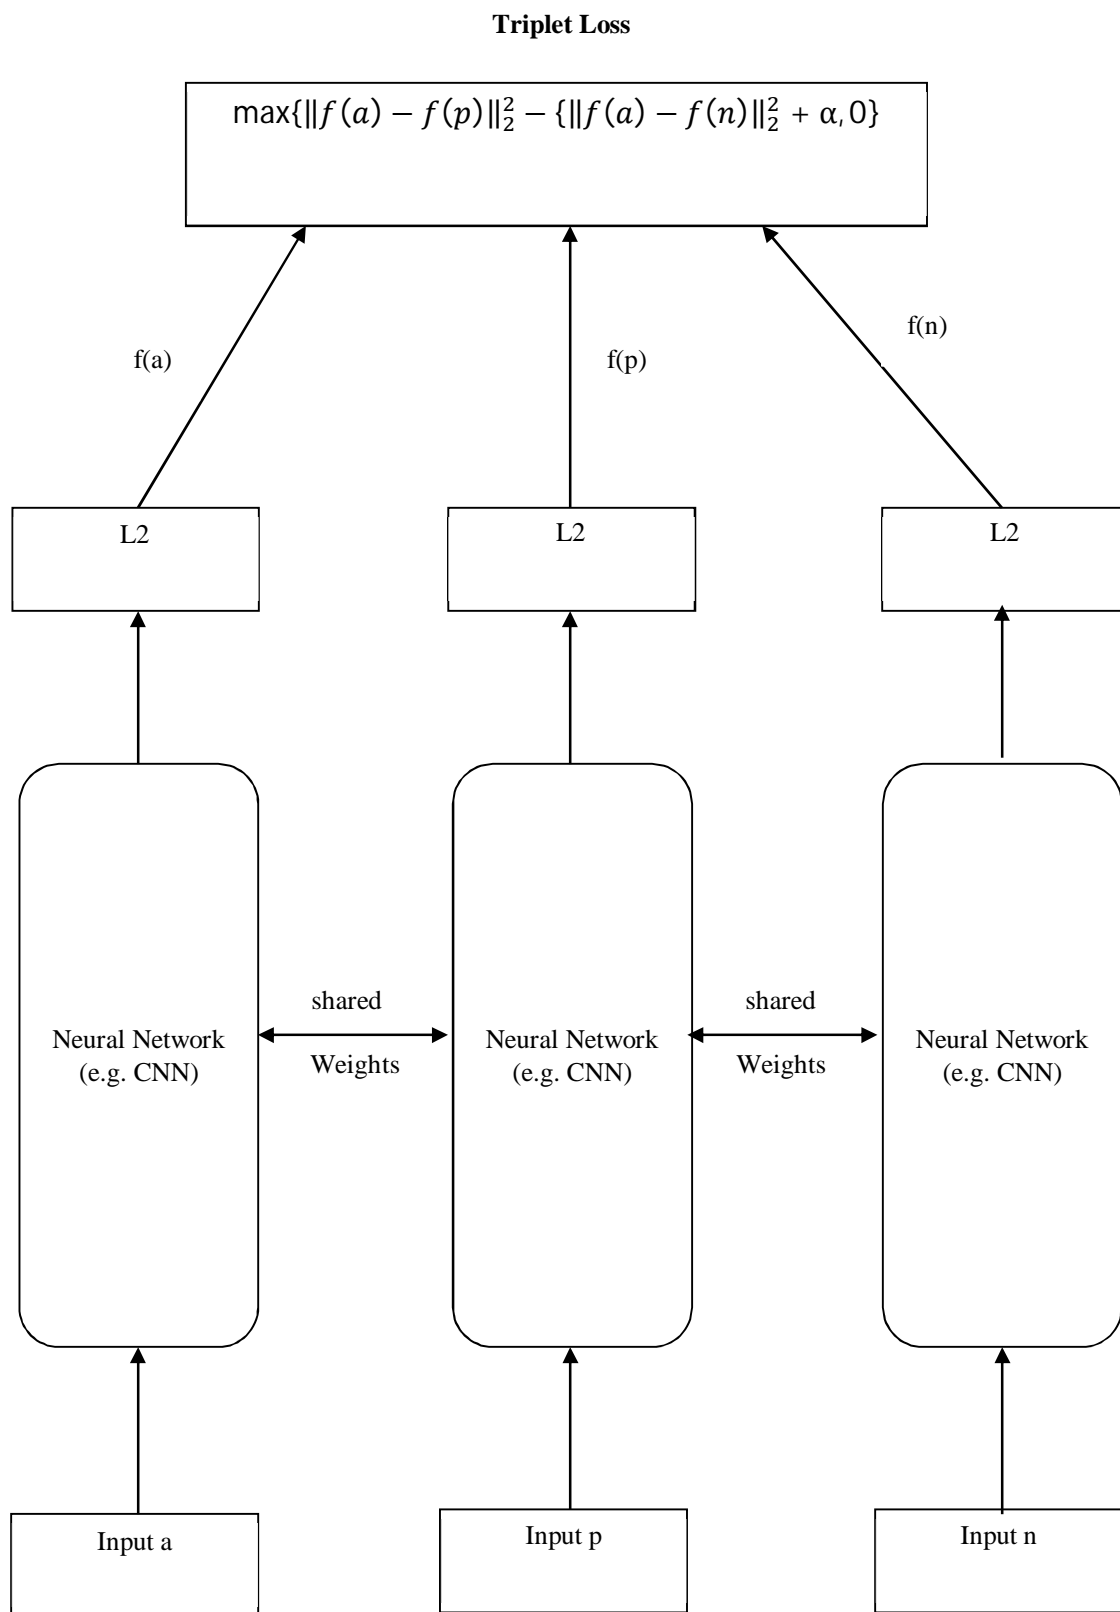 Triplet Loss
max{‖f(a) − f(p)‖₂² − {‖f(a) − f(n)‖₂² + α, 0}
f(a)
f(p)
f(n)
L2
L2
L2
shared
shared
Neural Network
(e.g. CNN)
Weights
Neural Network
(e.g. CNN)
Weights
Neural Network
(e.g. CNN)
Input a
Input p
Input n